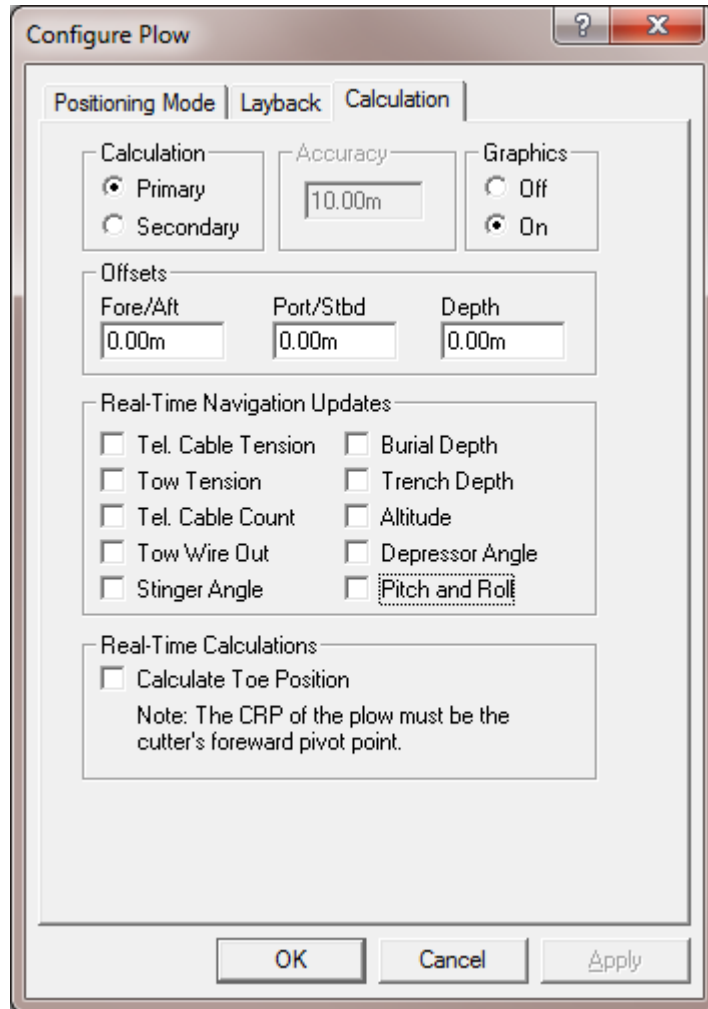 Configure Plow
? X
Positioning Mode Layback Calculation
Calculation Accuracy Graphics
Primary 10.00m Off
Secondary On
Offsets
Fore/Aft Port/Stbd Depth
0.00m 0.00m 0.00m
Real-Time Navigation Updates
Tel. Cable Tension Burial Depth
Tow Tension Trench Depth
Tel. Cable Count Altitude
Tow Wire Out Depressor Angle
Stinger Angle Pitch and Roll
Real-Time Calculations
Calculate Toe Position
Note: The CRP of the plow must be the
cutter's foreward pivot point.
OK Cancel Apply